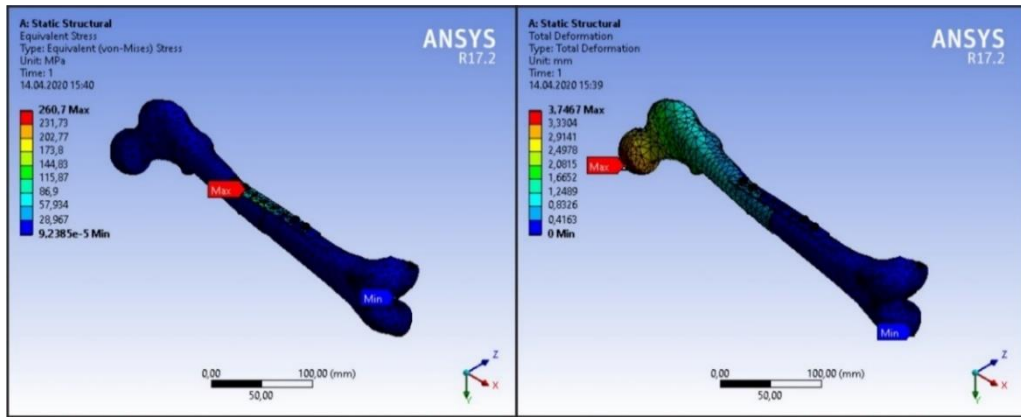 A: Static Structural
Equivalent Stress
Type: Equivalent (von-Mises) Stress
Unit: MPa
Time: 1
14.04.2020 15:40
ANSYS
R17.2
260,7 Max
231,73
202,77
173,8
144,83
115,87
86,9
57,934
28,967
9,2385e-5 Min
Max
Min
0,00
100,00 (mm)
50,00
Z
X
Y
A: Static Structural
Total Deformation
Type: Total Deformation
Unit: mm
Time: 1
14.04.2020 15:39
ANSYS
R17.2
3,7467 Max
3,3304
2,9141
2,4978
2,0815
1,6652
1,2489
0,8326
0,4163
0 Min
Max
Min
0,00
100,00 (mm)
50,00
Z
X
Y